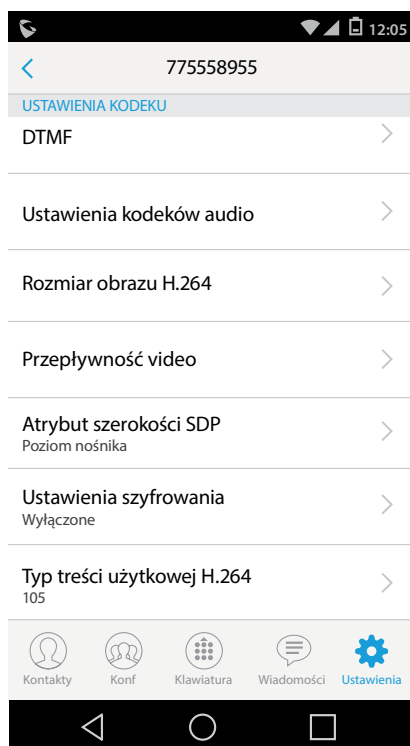 12:05
775558955
USTAWIENIA KODEKU
DTMF
Ustawienia kodeków audio
Rozmiar obrazu H.264
Przepływność video
Atrybut szerokości SDP
Poziom nośnika
Ustawienia szyfrowania
Wyłączone
Typ treści użytkowej H.264
105
Kontakty Konf Klawiatura Wiadomości Ustawienia